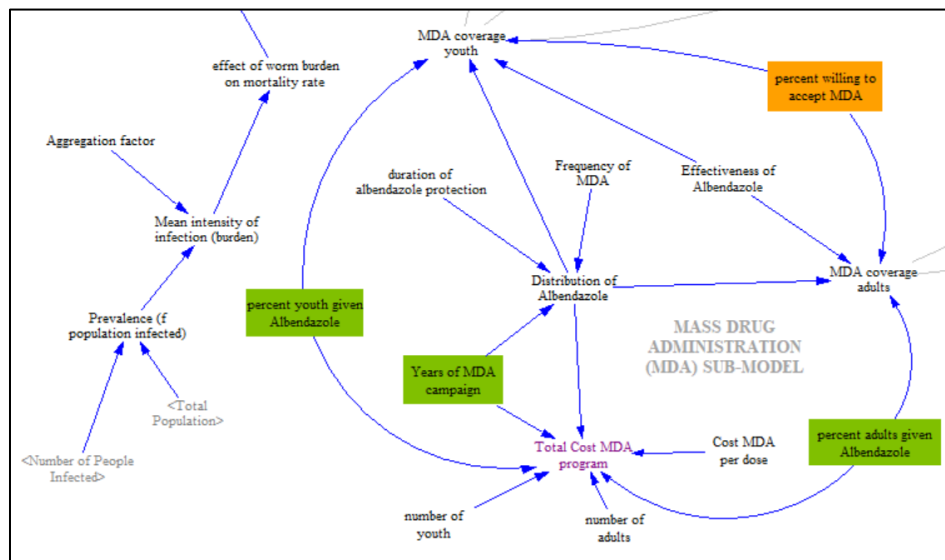 MDA coverage
youth
effect of worm burden
on mortality rate
percent willing to
accept MDA
Aggregation factor
duration of
albendazole protection
Frequency of
MDA
Effectiveness of
Albendazole
Mean intensity of
infection (burden)
MDA coverage
adults
Distribution of
Albendazole
percent youth given
Albendazole
Prevalence (f
population infected)
MASS DRUG
ADMINISTRATION
(MDA) SUB-MODEL
Years of MDA
campaign
<Total
Population>
<Number of People
Infected>
Total Cost MDA
program
Cost MDA
per dose
percent adults given
Albendazole
number of
youth
number of
adults